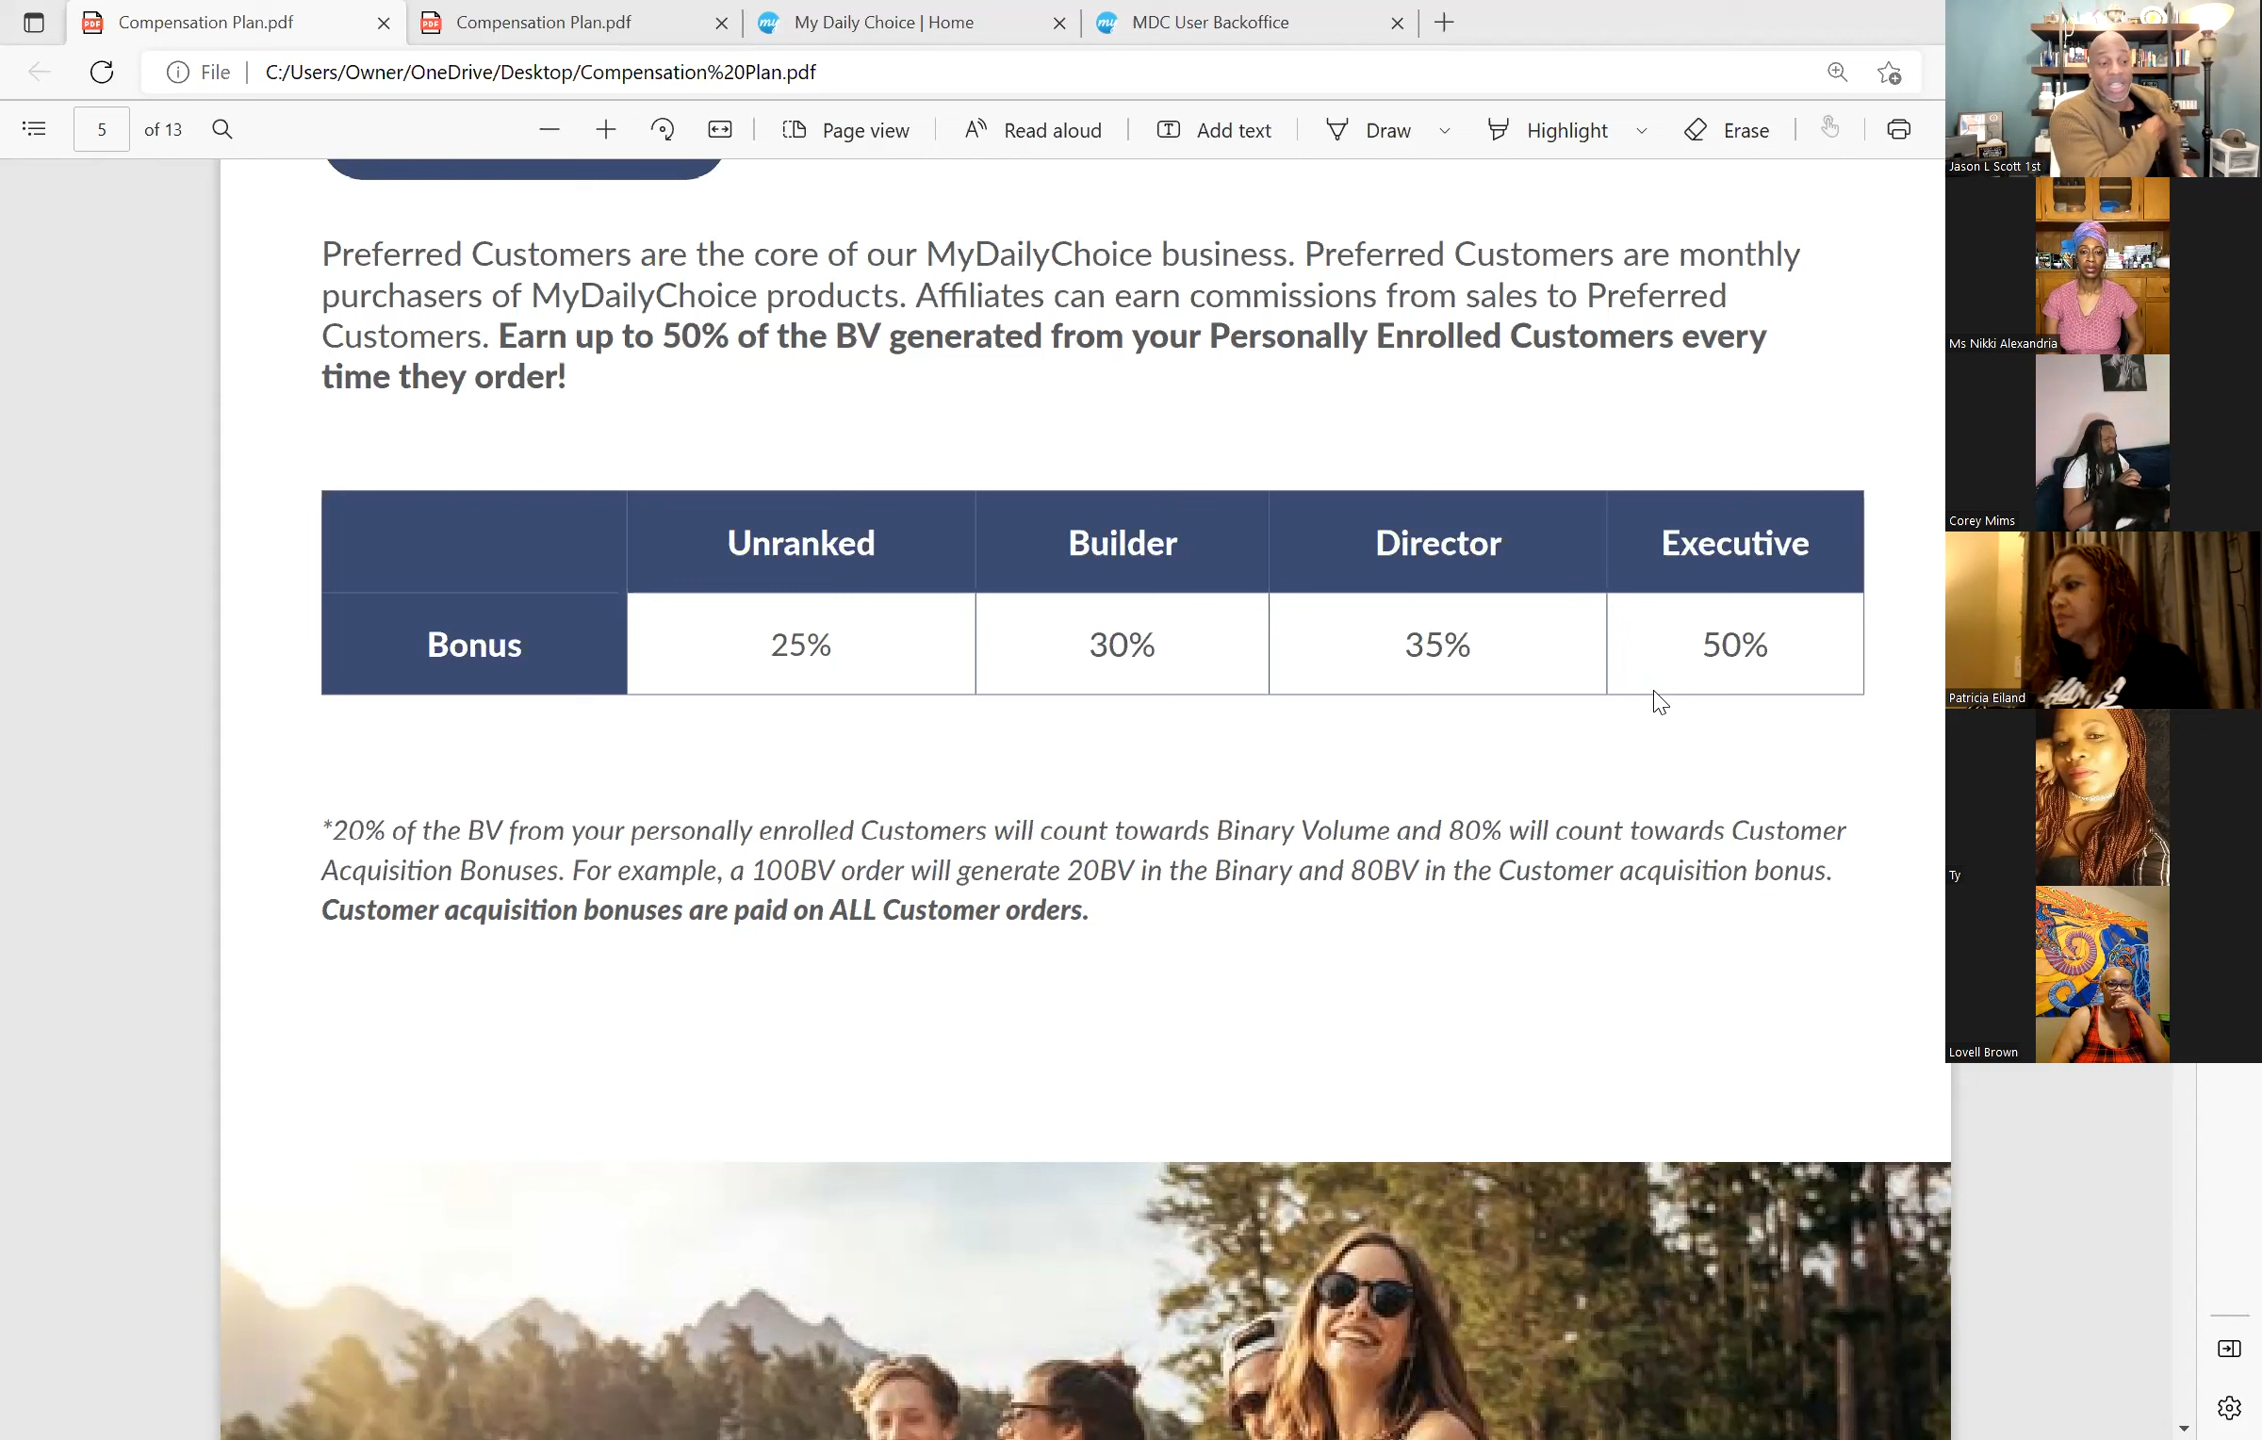 Compensation Plan.pdf
Compensation Plan.pdf
My Daily Choice | Home
MDC User Backoffice
File
C:/Users/Owner/OneDrive/Desktop/Compensation%20Plan.pdf
5 of 13
Page view
Read aloud
Add text
Draw
Highlight
Erase
Preferred Customers are the core of our MyDailyChoice business. Preferred Customers are monthly
purchasers of MyDailyChoice products. Affiliates can earn commissions from sales to Preferred
Customers. Earn up to 50% of the BV generated from your Personally Enrolled Customers every
time they order!
Unranked Builder Director Executive
Bonus 25% 30% 35% 50%
*20% of the BV from your personally enrolled Customers will count towards Binary Volume and 80% will count towards Customer
Acquisition Bonuses. For example, a 100BV order will generate 20BV in the Binary and 80BV in the Customer acquisition bonus.
Customer acquisition bonuses are paid on ALL Customer orders.
Jason L Scott 1st
Ms Nikki Alexandria
Corey Mims
Patricia Eiland
Ty
Lovell Brown